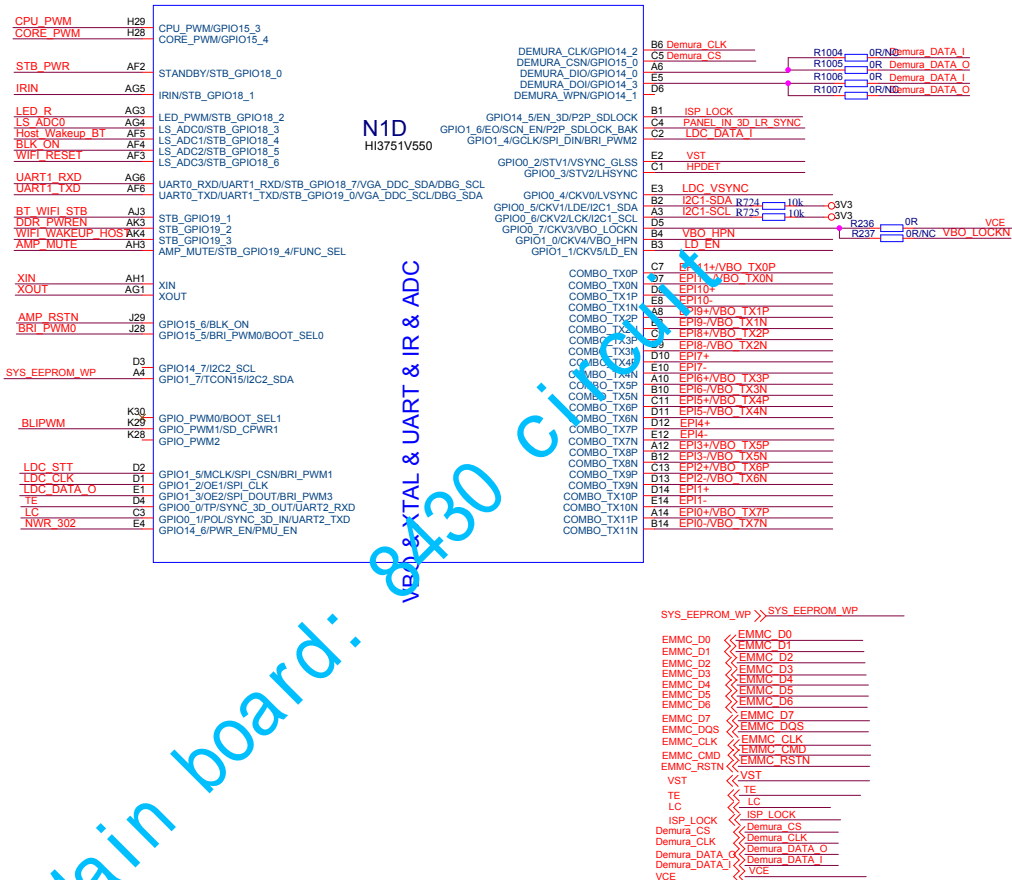 CPU_PWM H29 CPU_PWM/GPIO15_3
CORE_PWM H28 CORE_PWM/GPIO15_4
STB_PWR AF2 STANDBY/STB_GPIO18_0
IRIN AG5 IRIN/STB_GPIO18_1
LED_R AG3 LED_PWM/STB_GPIO18_2
LS_ADC0 AG4 LS_ADC0/STB_GPIO18_3
Host_Wakeup_BT AF5 LS_ADC1/STB_GPIO18_4
BLK_ON AF4 LS_ADC2/STB_GPIO18_5
WIFI_RESET AF3 LS_ADC3/STB_GPIO18_6
UART1_RXD AG6 UART0_RXD/UART1_RXD/STB_GPIO18_7/VGA_DDC_SDA/DBG_SCL
UART1_TXD AF6 UART0_TXD/UART1_TXD/STB_GPIO19_0/VGA_DDC_SCL/DBG_SDA
BT_WIFI_STB AJ3 STB_GPIO19_1
DDR_PWREN AK3 STB_GPIO19_2
WIFI_WAKEUP_HOST AK4 STB_GPIO19_3
AMP_MUTE AH3 AMP_MUTE/STB_GPIO19_4/FUNC_SEL
XIN AH1 XIN
XOUT AG1 XOUT
AMP_RSTN J29 GPIO15_6/BLK_ON
BRI_PWM0 J28 GPIO15_5/BRI_PWM0/BOOT_SEL0
D3 GPIO14_7/I2C2_SCL
SYS_EEPROM_WP A4 GPIO1_7/TCON15/I2C2_SDA
K30 GPIO_PWM0/BOOT_SEL1
BLIPWM K29 GPIO_PWM1/SD_CPWR1
K28 GPIO_PWM2
LDC_STT D2 GPIO1_5/MCLK/SPI_CSN/BRI_PWM1
LDC_CLK D1 GPIO1_2/OE1/SPI_CLK
LDC_DATA_O E1 GPIO1_3/OE2/SPI_DOUT/BRI_PWM3
TE D4 GPIO0_0/TP/SYNC_3D_OUT/UART2_RXD
LC C3 GPIO0_1/POL/SYNC_3D_IN/UART2_TXD
NWR_302 E4 GPIO14_6/PWR_EN/PMU_EN
N1D
HI3751V550
VBO & XTAL & UART & IR & ADC
DEMURA_CLK/GPIO14_2 B6 Demura_CLK
DEMURA_CSN/GPIO15_0 C5 Demura_CS
DEMURA_DIO/GPIO14_0 A6
DEMURA_DOI/GPIO14_3 E5
DEMURA_WPN/GPIO14_1 D6
R1004 0R/NC Demura_DATA_I
R1005 0R Demura_DATA_O
R1006 0R Demura_DATA_I
R1007 0R/NC Demura_DATA_O
GPIO14_5/EN_3D/P2P_SDLOCK B1 ISP_LOCK
GPIO1_6/EO/SCN_EN/P2P_SDLOCK_BAK C4 PANEL_IN_3D_LR_SYNC
GPIO1_4/GCLK/SPI_DIN/BRI_PWM2 C2 LDC_DATA_I
GPIO0_2/STV1/VSYNC_GLSS E2 VST
GPIO0_3/STV2/LHSYNC C1 HPDET
GPIO0_4/CKV0/LVSYNC E3 LDC_VSYNC
GPIO0_5/CKV1/LDE/I2C1_SDA B2 I2C1-SDA R724 10k 3V3
GPIO0_6/CKV2/LCK/I2C1_SCL A3 I2C1-SCL R725 10k 3V3
GPIO0_7/CKV3/VBO_LOCKN D5 R236 0R VCE
GPIO1_0/CKV4/VBO_HPN B4 VBO_HPN R237 0R/NC VBO_LOCKN
GPIO1_1/CKV5/LD_EN B3 LD_EN
COMBO_TX0P C7 EPI11+/VBO_TX0P
COMBO_TX0N D7 EPI11-/VBO_TX0N
COMBO_TX1P D8 EPI10+
COMBO_TX1N E8 EPI10-
COMBO_TX2P A8 EPI9+/VBO_TX1P
COMBO_TX2N EPI9-/VBO_TX1N
COMBO_TX3P EPI8+/VBO_TX2P
COMBO_TX3N EPI8-/VBO_TX2N
COMBO_TX4P D10 EPI7+
COMBO_TX4N E10 EPI7-
COMBO_TX5P A10 EPI6+/VBO_TX3P
COMBO_TX5N B10 EPI6-/VBO_TX3N
COMBO_TX6P C11 EPI5+/VBO_TX4P
COMBO_TX6N D11 EPI5-/VBO_TX4N
COMBO_TX7P D12 EPI4+
COMBO_TX7N E12 EPI4-
COMBO_TX8P A12 EPI3+/VBO_TX5P
COMBO_TX8N B12 EPI3-/VBO_TX5N
COMBO_TX9P C13 EPI2+/VBO_TX6P
COMBO_TX9N D13 EPI2-/VBO_TX6N
COMBO_TX10P D14 EPI1+
COMBO_TX10N E14 EPI1-
COMBO_TX11P A14 EPI0+/VBO_TX7P
COMBO_TX11N B14 EPI0-/VBO_TX7N
ain board: 8430 circuit
SYS_EEPROM_WP SYS_EEPROM_WP
EMMC_D0 EMMC_D0
EMMC_D1 EMMC_D1
EMMC_D2 EMMC_D2
EMMC_D3 EMMC_D3
EMMC_D4 EMMC_D4
EMMC_D5 EMMC_D5
EMMC_D6 EMMC_D6
EMMC_D7 EMMC_D7
EMMC_DQS EMMC_DQS
EMMC_CLK EMMC_CLK
EMMC_CMD EMMC_CMD
EMMC_RSTN EMMC_RSTN
VST VST
TE TE
LC LC
ISP_LOCK ISP_LOCK
Demura_CS Demura_CS
Demura_CLK Demura_CLK
Demura_DATA_O Demura_DATA_O
Demura_DATA_I Demura_DATA_I
VCE VCE